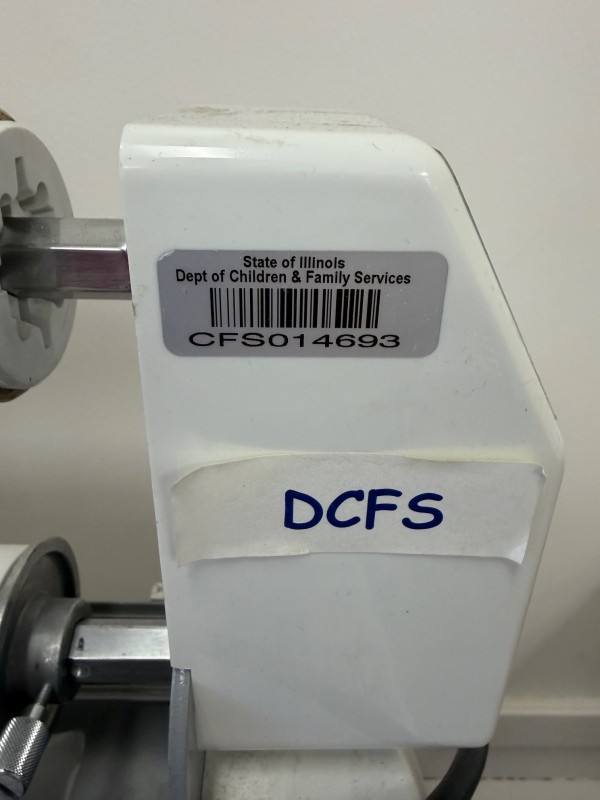 State of Illinois
Dept of Children & Family Services
CFS014693
DCFS